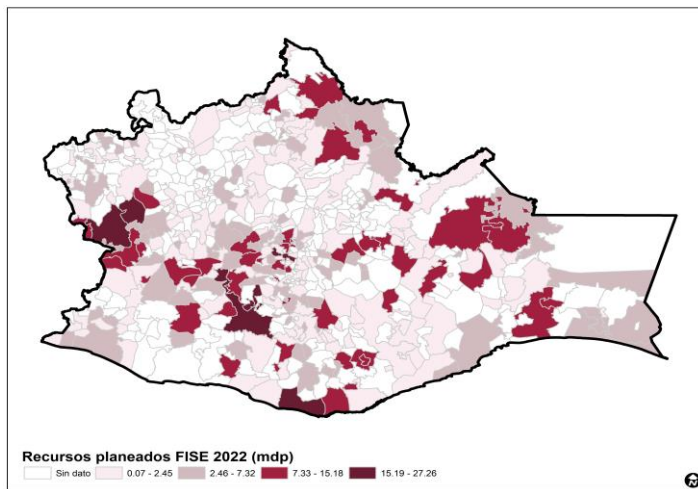 Recursos planeados FISE 2022 (mdp)
Sin dato 0.07 - 2.45 2.46 - 7.32 7.33 - 15.18 15.19 - 27.26